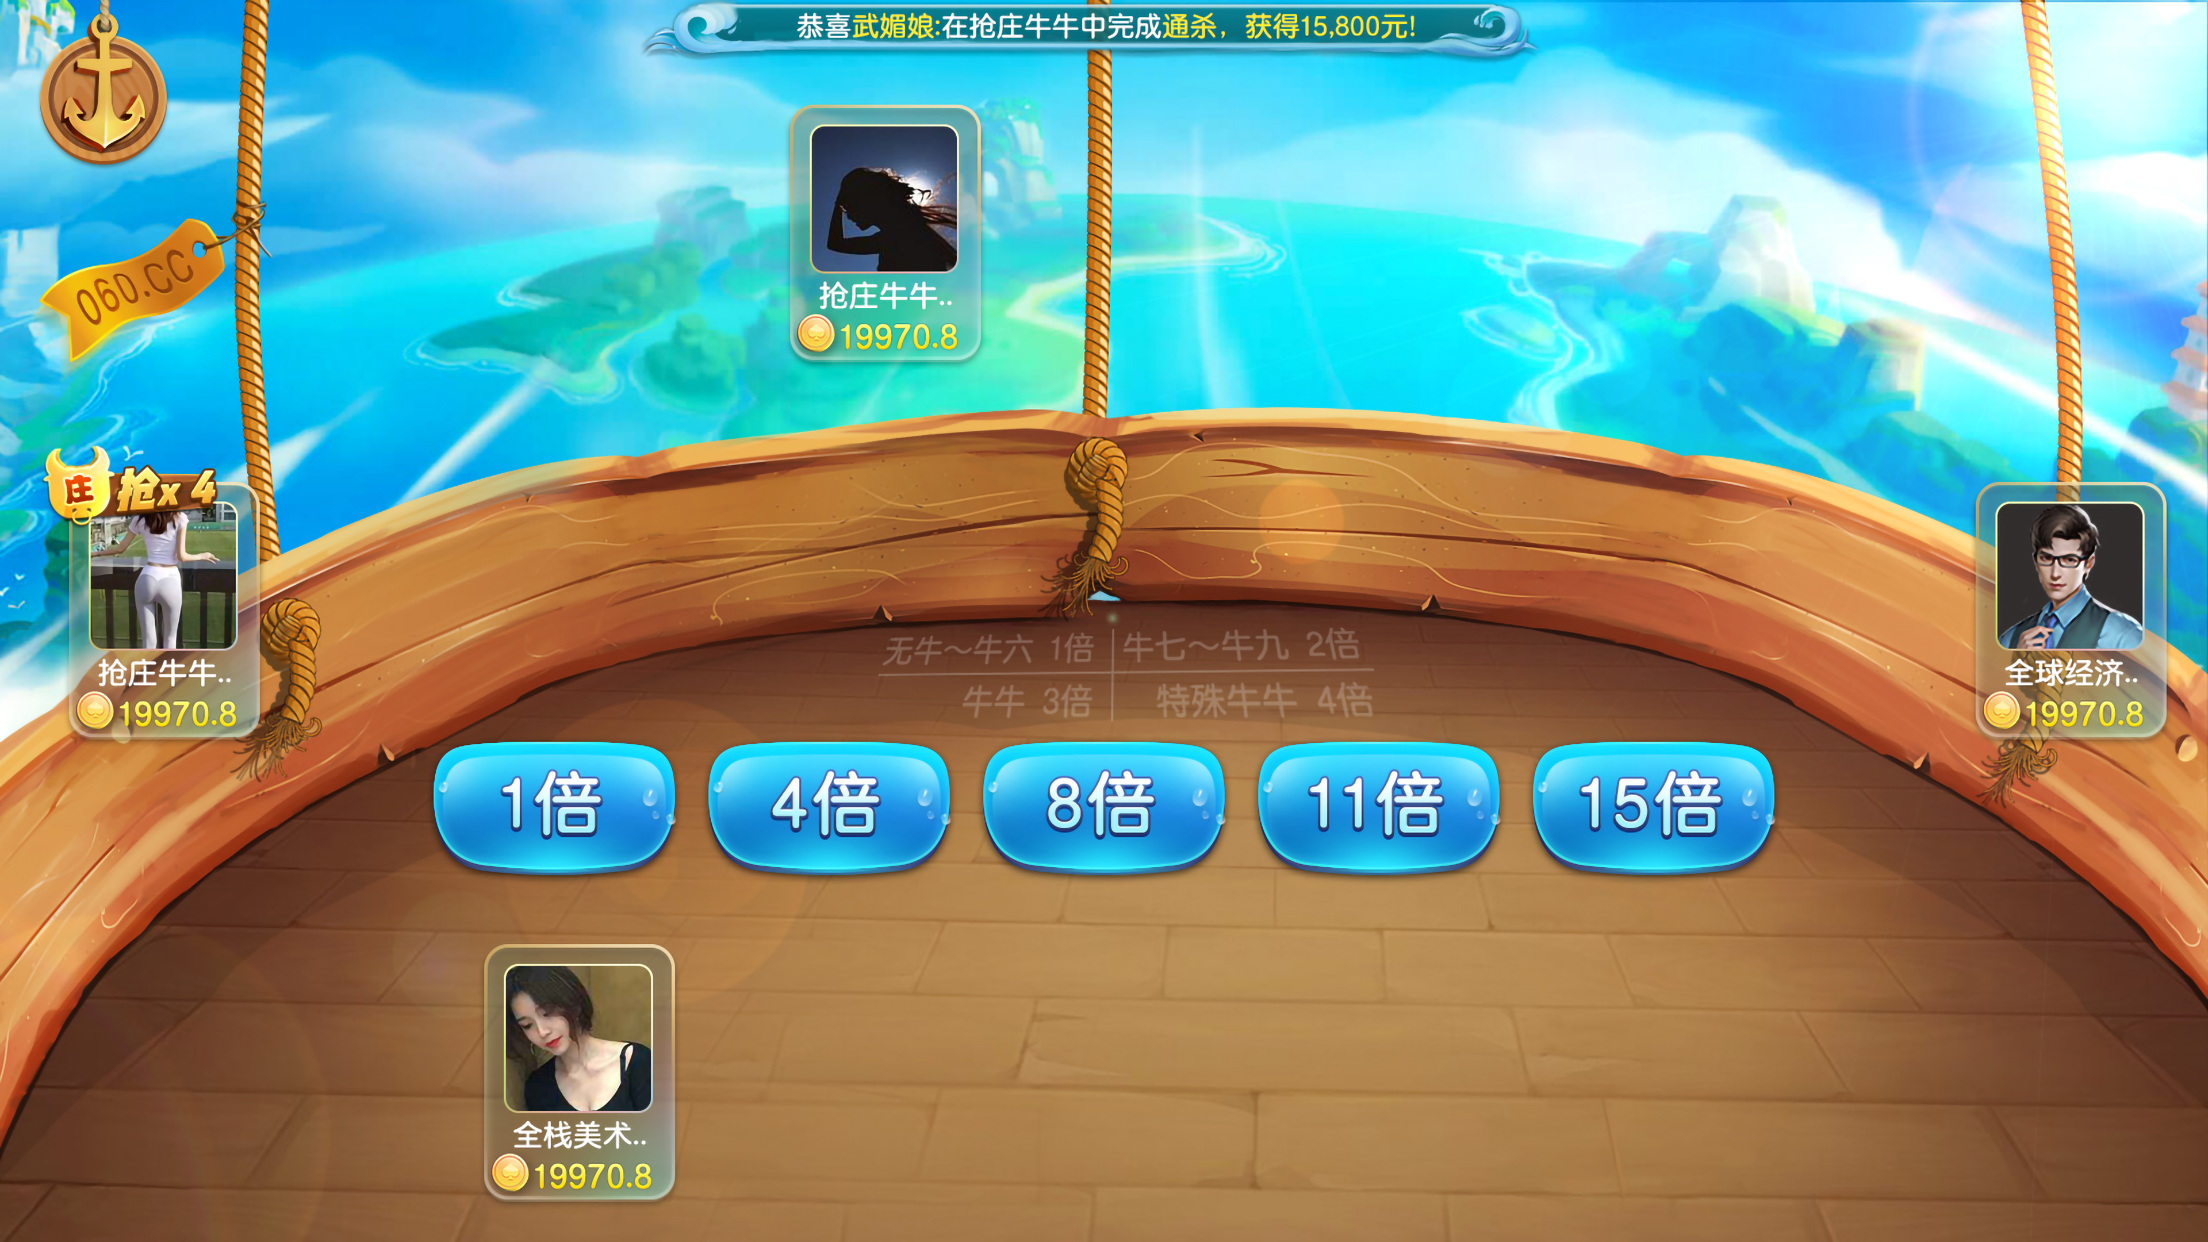 恭喜武媚娘:在抢庄牛牛中完成通杀，获得15,800元!
060.CC
抢庄牛牛..
19970.8
庄 抢x 4
抢庄牛牛..
19970.8
全球经济..
19970.8
无牛～牛六 1倍 牛七～牛九 2倍
牛牛 3倍 特殊牛牛 4倍
1倍 4倍 8倍 11倍 15倍
全栈美术..
19970.8